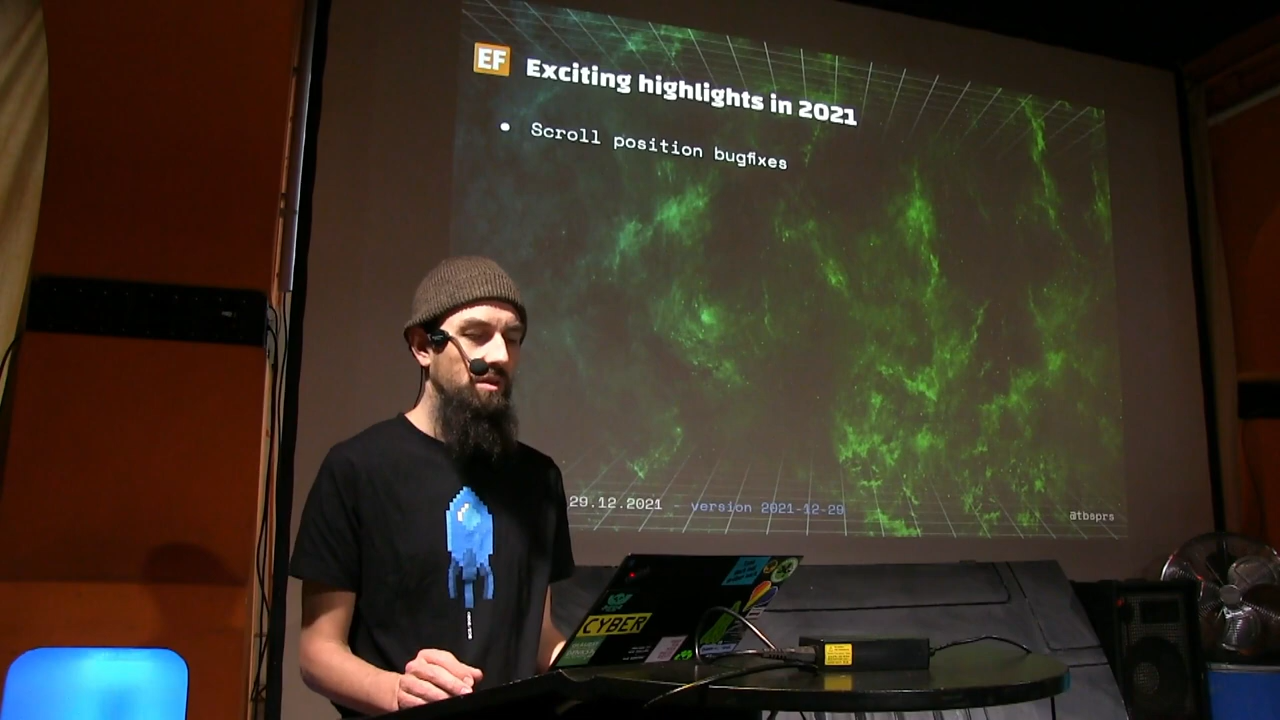 EF
Exciting highlights in 2021
• Scroll position bugfixes
29.12.2021 - version 2021-12-29
@tbsprs
CYBER